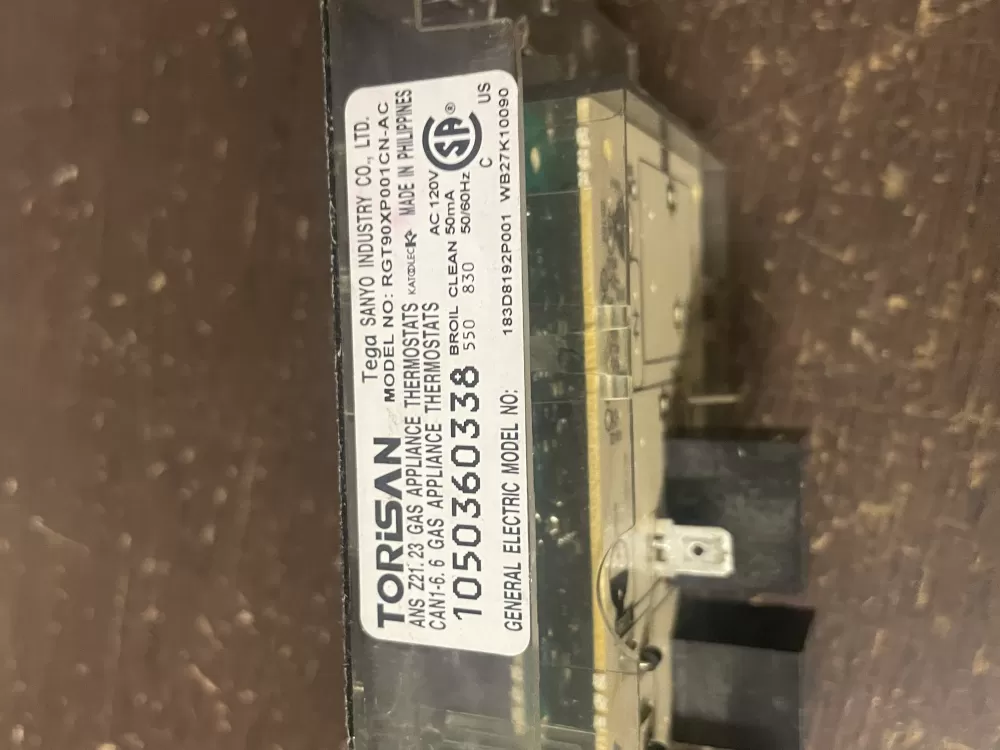 Tega SANYO INDUSTRY CO., LTD.
TORiSAN MODEL NO: RGT90XP001CN-AC
ANS Z21.23 GAS APPLIANCE THERMOSTATS MADE IN PHILIPPINES
CAN1-6.6 GAS APPLIANCE THERMOSTATS AC 120V
1050360338 BROIL CLEAN 50mA
550 830 50/60Hz
SA ®
C US
GENERAL ELECTRIC MODEL NO: 183D8192P001 WB27K10090